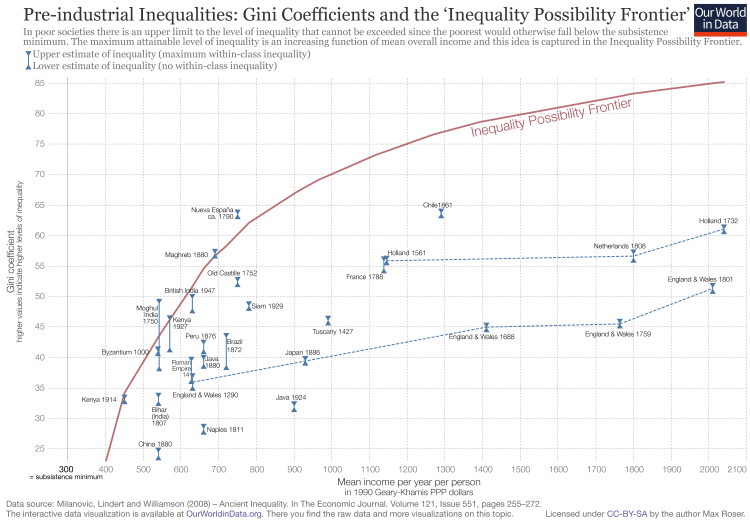 Pre-industrial Inequalities: Gini Coefficients and the ‘Inequality Possibility Frontier’
Our World
in Data
In poor societies there is an upper limit to the level of inequality that cannot be exceeded since the poorest would otherwise fall below the subsistence
minimum. The maximum attainable level of inequality is an increasing function of mean overall income and this idea is captured in the Inequality Possibility Frontier.
Upper estimate of inequality (maximum within-class inequality)
Lower estimate of inequality (no within-class inequality)
85
80
75
70
65
60
55
50
45
40
35
30
25
Gini coefficient
higher values indicate higher levels of inequality
Inequality Possibility Frontier
Nueva España
ca. 1790
Chile1861
Holland 1732
Maghrab 1880
Holland 1561
Netherlands 1808
Old Castille 1752
France 1788
England & Wales 1801
British India 1947
Moghul
India
1750
Siam 1929
Kenya
1927
Tuscany 1427
England & Wales 1688
England & Wales 1759
Peru 1876
Brazil
1872
Byzantium 1000
Java
1880
Japan 1886
Roman
Empire
14
England & Wales 1290
Kenya 1914
Java 1924
Bihar
(India)
1807
Naples 1811
China 1880
300
= subsistence minimum
400 500 600 700 800 900 1000 1100 1200 1300 1400 1500 1600 1700 1800 1900 2000 2100
Mean income per year per person
in 1990 Geary-Khamis PPP dollars
Data source: Milanovic, Lindert and Williamson (2008) – Ancient Inequality. In The Economic Journal. Volume 121, Issue 551, pages 255–272.
The interactive data visualization is available at OurWorldinData.org. There you find the raw data and more visualizations on this topic.
Licensed under CC-BY-SA by the author Max Roser.